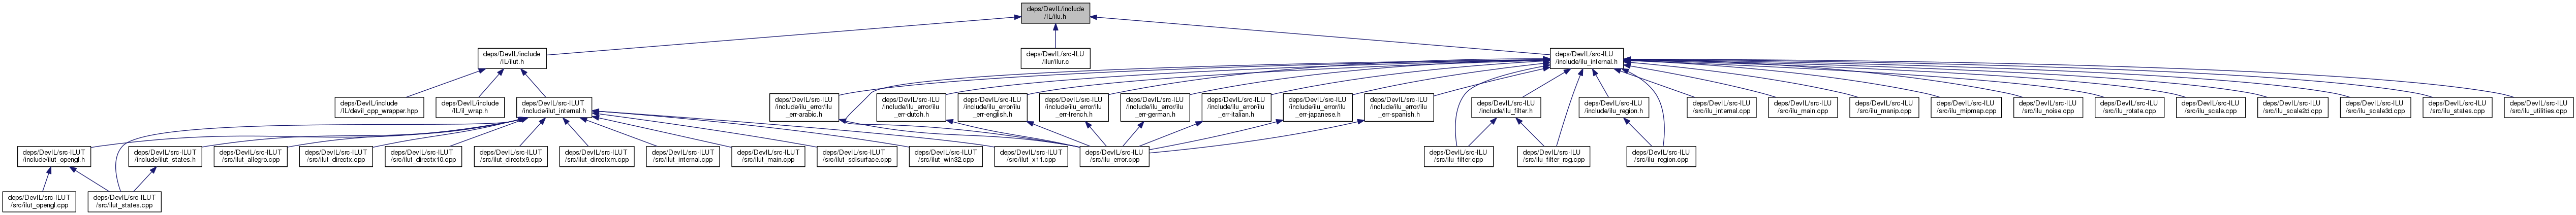 deps/DevIL/include
/IL/ilu.h
deps/DevIL/include
/IL/ilut.h
deps/DevIL/src-ILU
/ilur/ilur.c
deps/DevIL/src-ILU
/include/ilu_internal.h
deps/DevIL/include
/IL/devil_cpp_wrapper.hpp
deps/DevIL/include
/IL/il_wrap.h
deps/DevIL/src-ILUT
/include/ilut_internal.h
deps/DevIL/src-ILU
/include/ilu_error/ilu
_err-arabic.h
deps/DevIL/src-ILU
/include/ilu_error/ilu
_err-dutch.h
deps/DevIL/src-ILU
/include/ilu_error/ilu
_err-english.h
deps/DevIL/src-ILU
/include/ilu_error/ilu
_err-french.h
deps/DevIL/src-ILU
/include/ilu_error/ilu
_err-german.h
deps/DevIL/src-ILU
/include/ilu_error/ilu
_err-italian.h
deps/DevIL/src-ILU
/include/ilu_error/ilu
_err-japanese.h
deps/DevIL/src-ILU
/include/ilu_error/ilu
_err-spanish.h
deps/DevIL/src-ILU
/include/ilu_filter.h
deps/DevIL/src-ILU
/include/ilu_region.h
deps/DevIL/src-ILU
/src/ilu_internal.cpp
deps/DevIL/src-ILU
/src/ilu_main.cpp
deps/DevIL/src-ILU
/src/ilu_manip.cpp
deps/DevIL/src-ILU
/src/ilu_mipmap.cpp
deps/DevIL/src-ILU
/src/ilu_noise.cpp
deps/DevIL/src-ILU
/src/ilu_rotate.cpp
deps/DevIL/src-ILU
/src/ilu_scale.cpp
deps/DevIL/src-ILU
/src/ilu_scale2d.cpp
deps/DevIL/src-ILU
/src/ilu_scale3d.cpp
deps/DevIL/src-ILU
/src/ilu_states.cpp
deps/DevIL/src-ILU
/src/ilu_utilities.cpp
deps/DevIL/src-ILUT
/include/ilut_opengl.h
deps/DevIL/src-ILUT
/include/ilut_states.h
deps/DevIL/src-ILUT
/src/ilut_allegro.cpp
deps/DevIL/src-ILUT
/src/ilut_directx.cpp
deps/DevIL/src-ILUT
/src/ilut_directx10.cpp
deps/DevIL/src-ILUT
/src/ilut_directx9.cpp
deps/DevIL/src-ILUT
/src/ilut_directxm.cpp
deps/DevIL/src-ILUT
/src/ilut_internal.cpp
deps/DevIL/src-ILUT
/src/ilut_main.cpp
deps/DevIL/src-ILUT
/src/ilut_sdlsurface.cpp
deps/DevIL/src-ILUT
/src/ilut_win32.cpp
deps/DevIL/src-ILUT
/src/ilut_x11.cpp
deps/DevIL/src-ILU
/src/ilu_error.cpp
deps/DevIL/src-ILU
/src/ilu_filter.cpp
deps/DevIL/src-ILU
/src/ilu_filter_rcg.cpp
deps/DevIL/src-ILU
/src/ilu_region.cpp
deps/DevIL/src-ILUT
/src/ilut_opengl.cpp
deps/DevIL/src-ILUT
/src/ilut_states.cpp